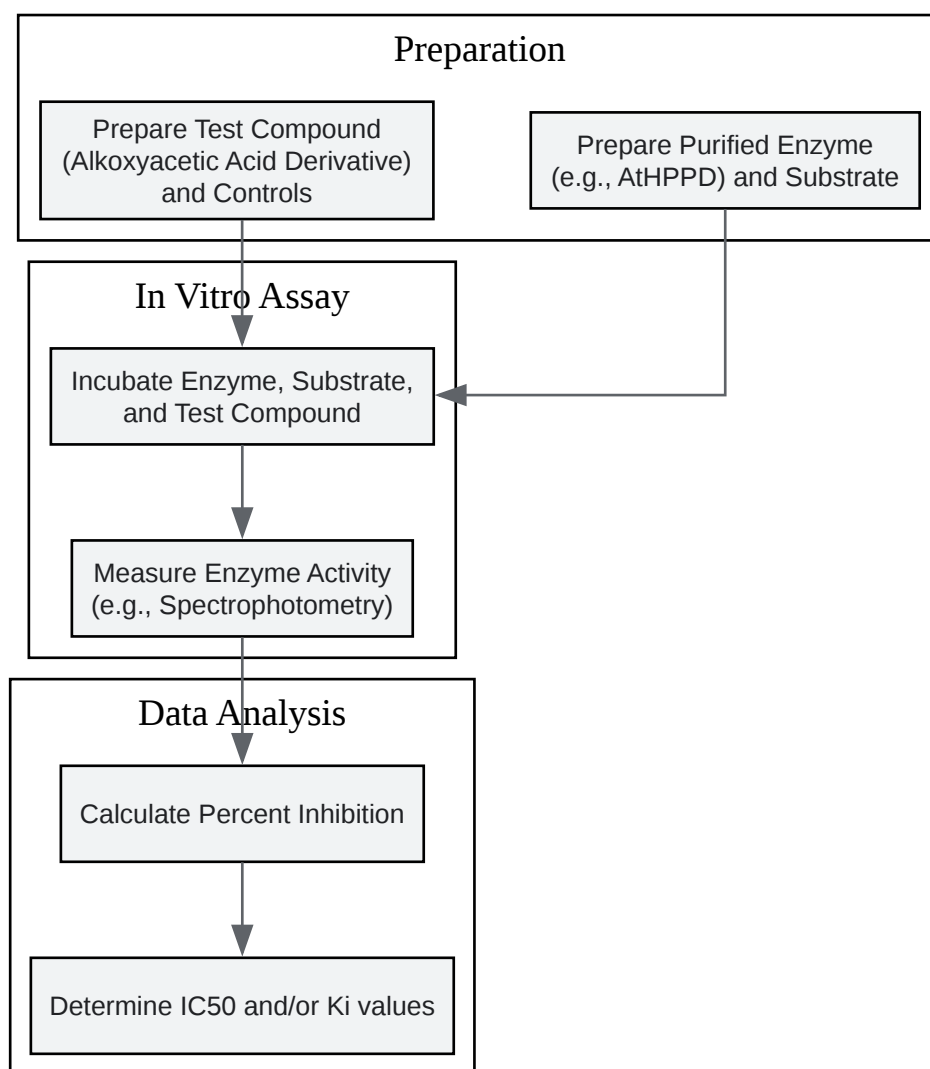 Preparation
Prepare Test Compound
(Alkoxyacetic Acid Derivative)
and Controls
Prepare Purified Enzyme
(e.g., AtHPPD) and Substrate
In Vitro Assay
Incubate Enzyme, Substrate,
and Test Compound
Measure Enzyme Activity
(e.g., Spectrophotometry)
Data Analysis
Calculate Percent Inhibition
Determine IC50 and/or Ki values